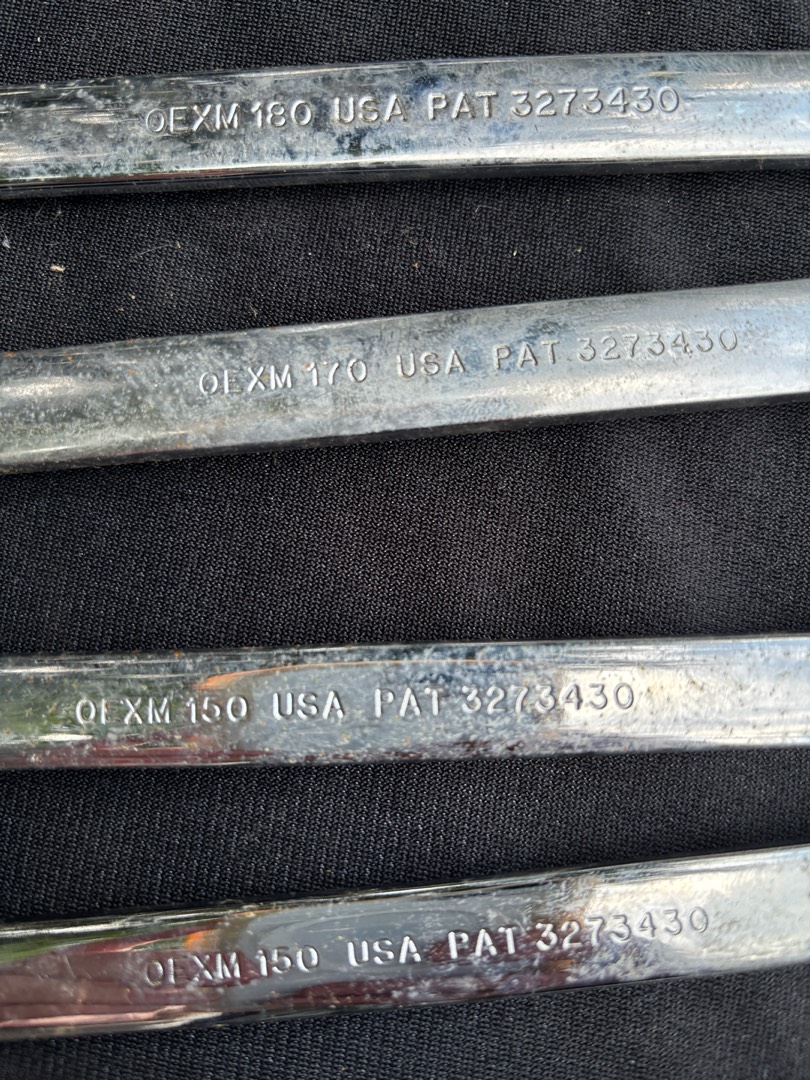 OEXM 180 USA PAT 3273430
OEXM 170 USA PAT 3273430
OEXM 150 USA PAT 3273430
OEXM 150 USA PAT 3273430